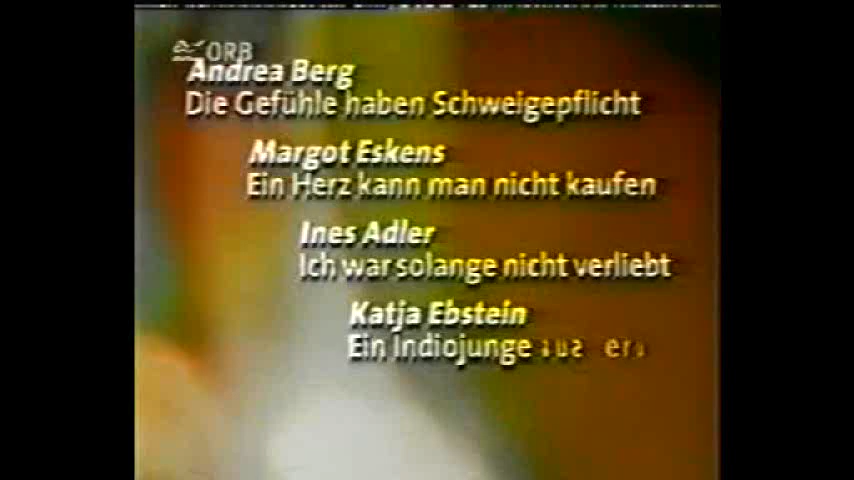 ORB
Andrea Berg
Die Gefühle haben Schweigepflicht
Margot Eskens
Ein Herz kann man nicht kaufen
Ines Adler
Ich war solange nicht verliebt
Katja Ebstein
Ein Indiojunge